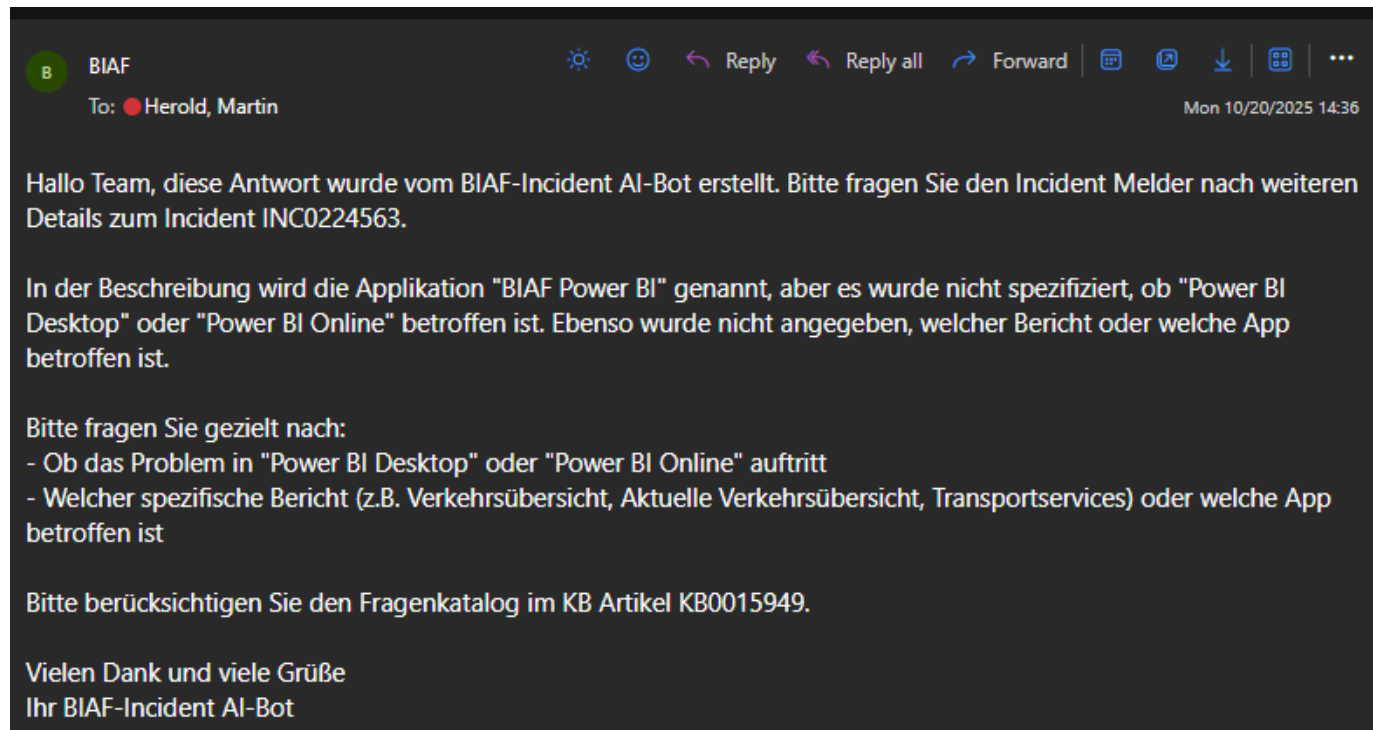 B
BIAF
Reply
Reply all
Forward
To: Herold, Martin
Mon 10/20/2025 14:36
Hallo Team, diese Antwort wurde vom BIAF-Incident AI-Bot erstellt. Bitte fragen Sie den Incident Melder nach weiteren
Details zum Incident INC0224563.
In der Beschreibung wird die Applikation "BIAF Power BI" genannt, aber es wurde nicht spezifiziert, ob "Power BI
Desktop" oder "Power BI Online" betroffen ist. Ebenso wurde nicht angegeben, welcher Bericht oder welche App
betroffen ist.
Bitte fragen Sie gezielt nach:
- Ob das Problem in "Power BI Desktop" oder "Power BI Online" auftritt
- Welcher spezifische Bericht (z.B. Verkehrsübersicht, Aktuelle Verkehrsübersicht, Transportservices) oder welche App
betroffen ist
Bitte berücksichtigen Sie den Fragenkatalog im KB Artikel KB0015949.
Vielen Dank und viele Grüße
Ihr BIAF-Incident AI-Bot